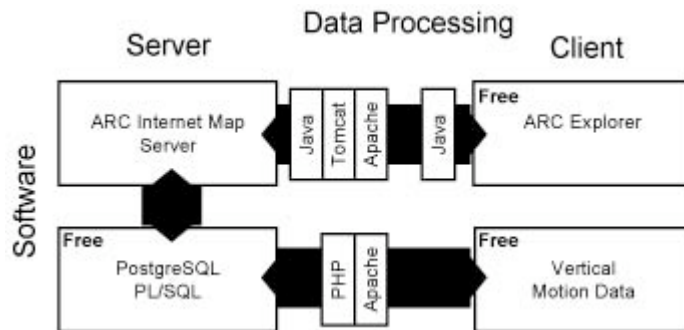 Data Processing
Server
Client
Software
ARC Internet Map
Server
Java
Tomcat
Apache
Java
Free
ARC Explorer
Free
PostgreSQL
PL/SQL
PHP
Apache
Free
Vertical
Motion Data